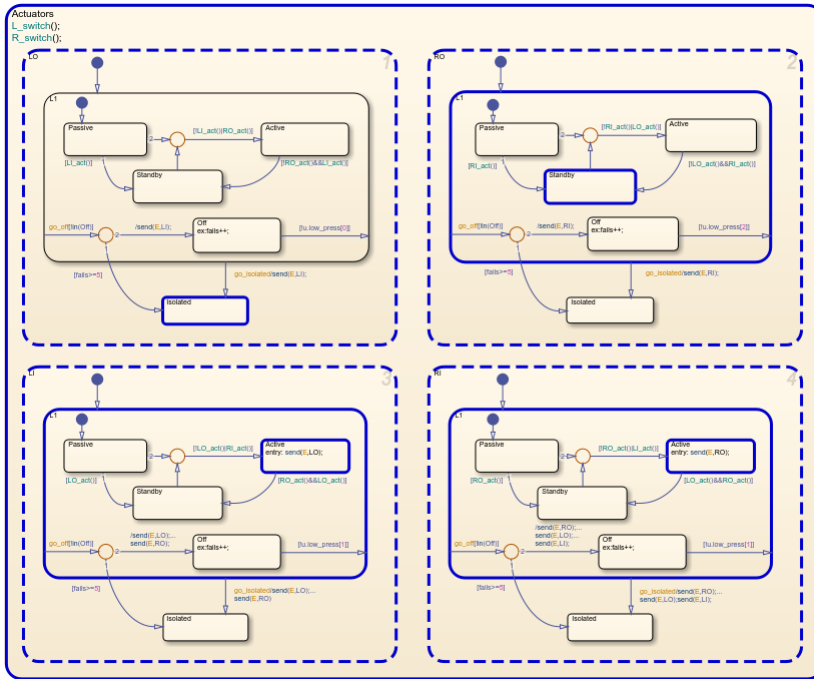 Actuators
L_switch();
R_switch();
LO
1
L1
Passive
2
[!LI_act()|RO_act()]
Active
[LI_act()]
[!RO_act()&&LI_act()]
Standby
go_off[!in(Off)]
2
/send(E,LI);
Off
ex:fails++;
[!u.low_press[0]]
[fails>=5]
go_isolated/send(E,LI);
Isolated
RO
2
L1
Passive
2
[!RI_act()|LO_act()]
Active
[RI_act()]
[!LO_act()&&RI_act()]
Standby
go_off[!in(Off)]
2
/send(E,RI);
Off
ex:fails++;
[!u.low_press[2]]
[fails>=5]
go_isolated/send(E,RI);
Isolated
LI
3
L1
Passive
2
[!LO_act()|RI_act()]
Active
entry: send(E,LO);
[LO_act()]
[RO_act()&&LO_act()]
Standby
go_off[!in(Off)]
2
/send(E,LO);...
send(E,RO);
Off
ex:fails++;
[!u.low_press[1]]
[fails>=5]
go_isolated/send(E,LO);...
send(E,RO)
Isolated
RI
4
L1
Passive
2
[!RO_act()|LI_act()]
Active
entry: send(E,RO);
[RO_act()]
[LO_act()&&RO_act()]
Standby
go_off[!in(Off)]
2
/send(E,RO);...
send(E,LO);...
send(E,LI);
Off
ex:fails++;
[!u.low_press[1]]
[fails>=5]
go_isolated/send(E,RO);...
send(E,LO);send(E,LI);
Isolated